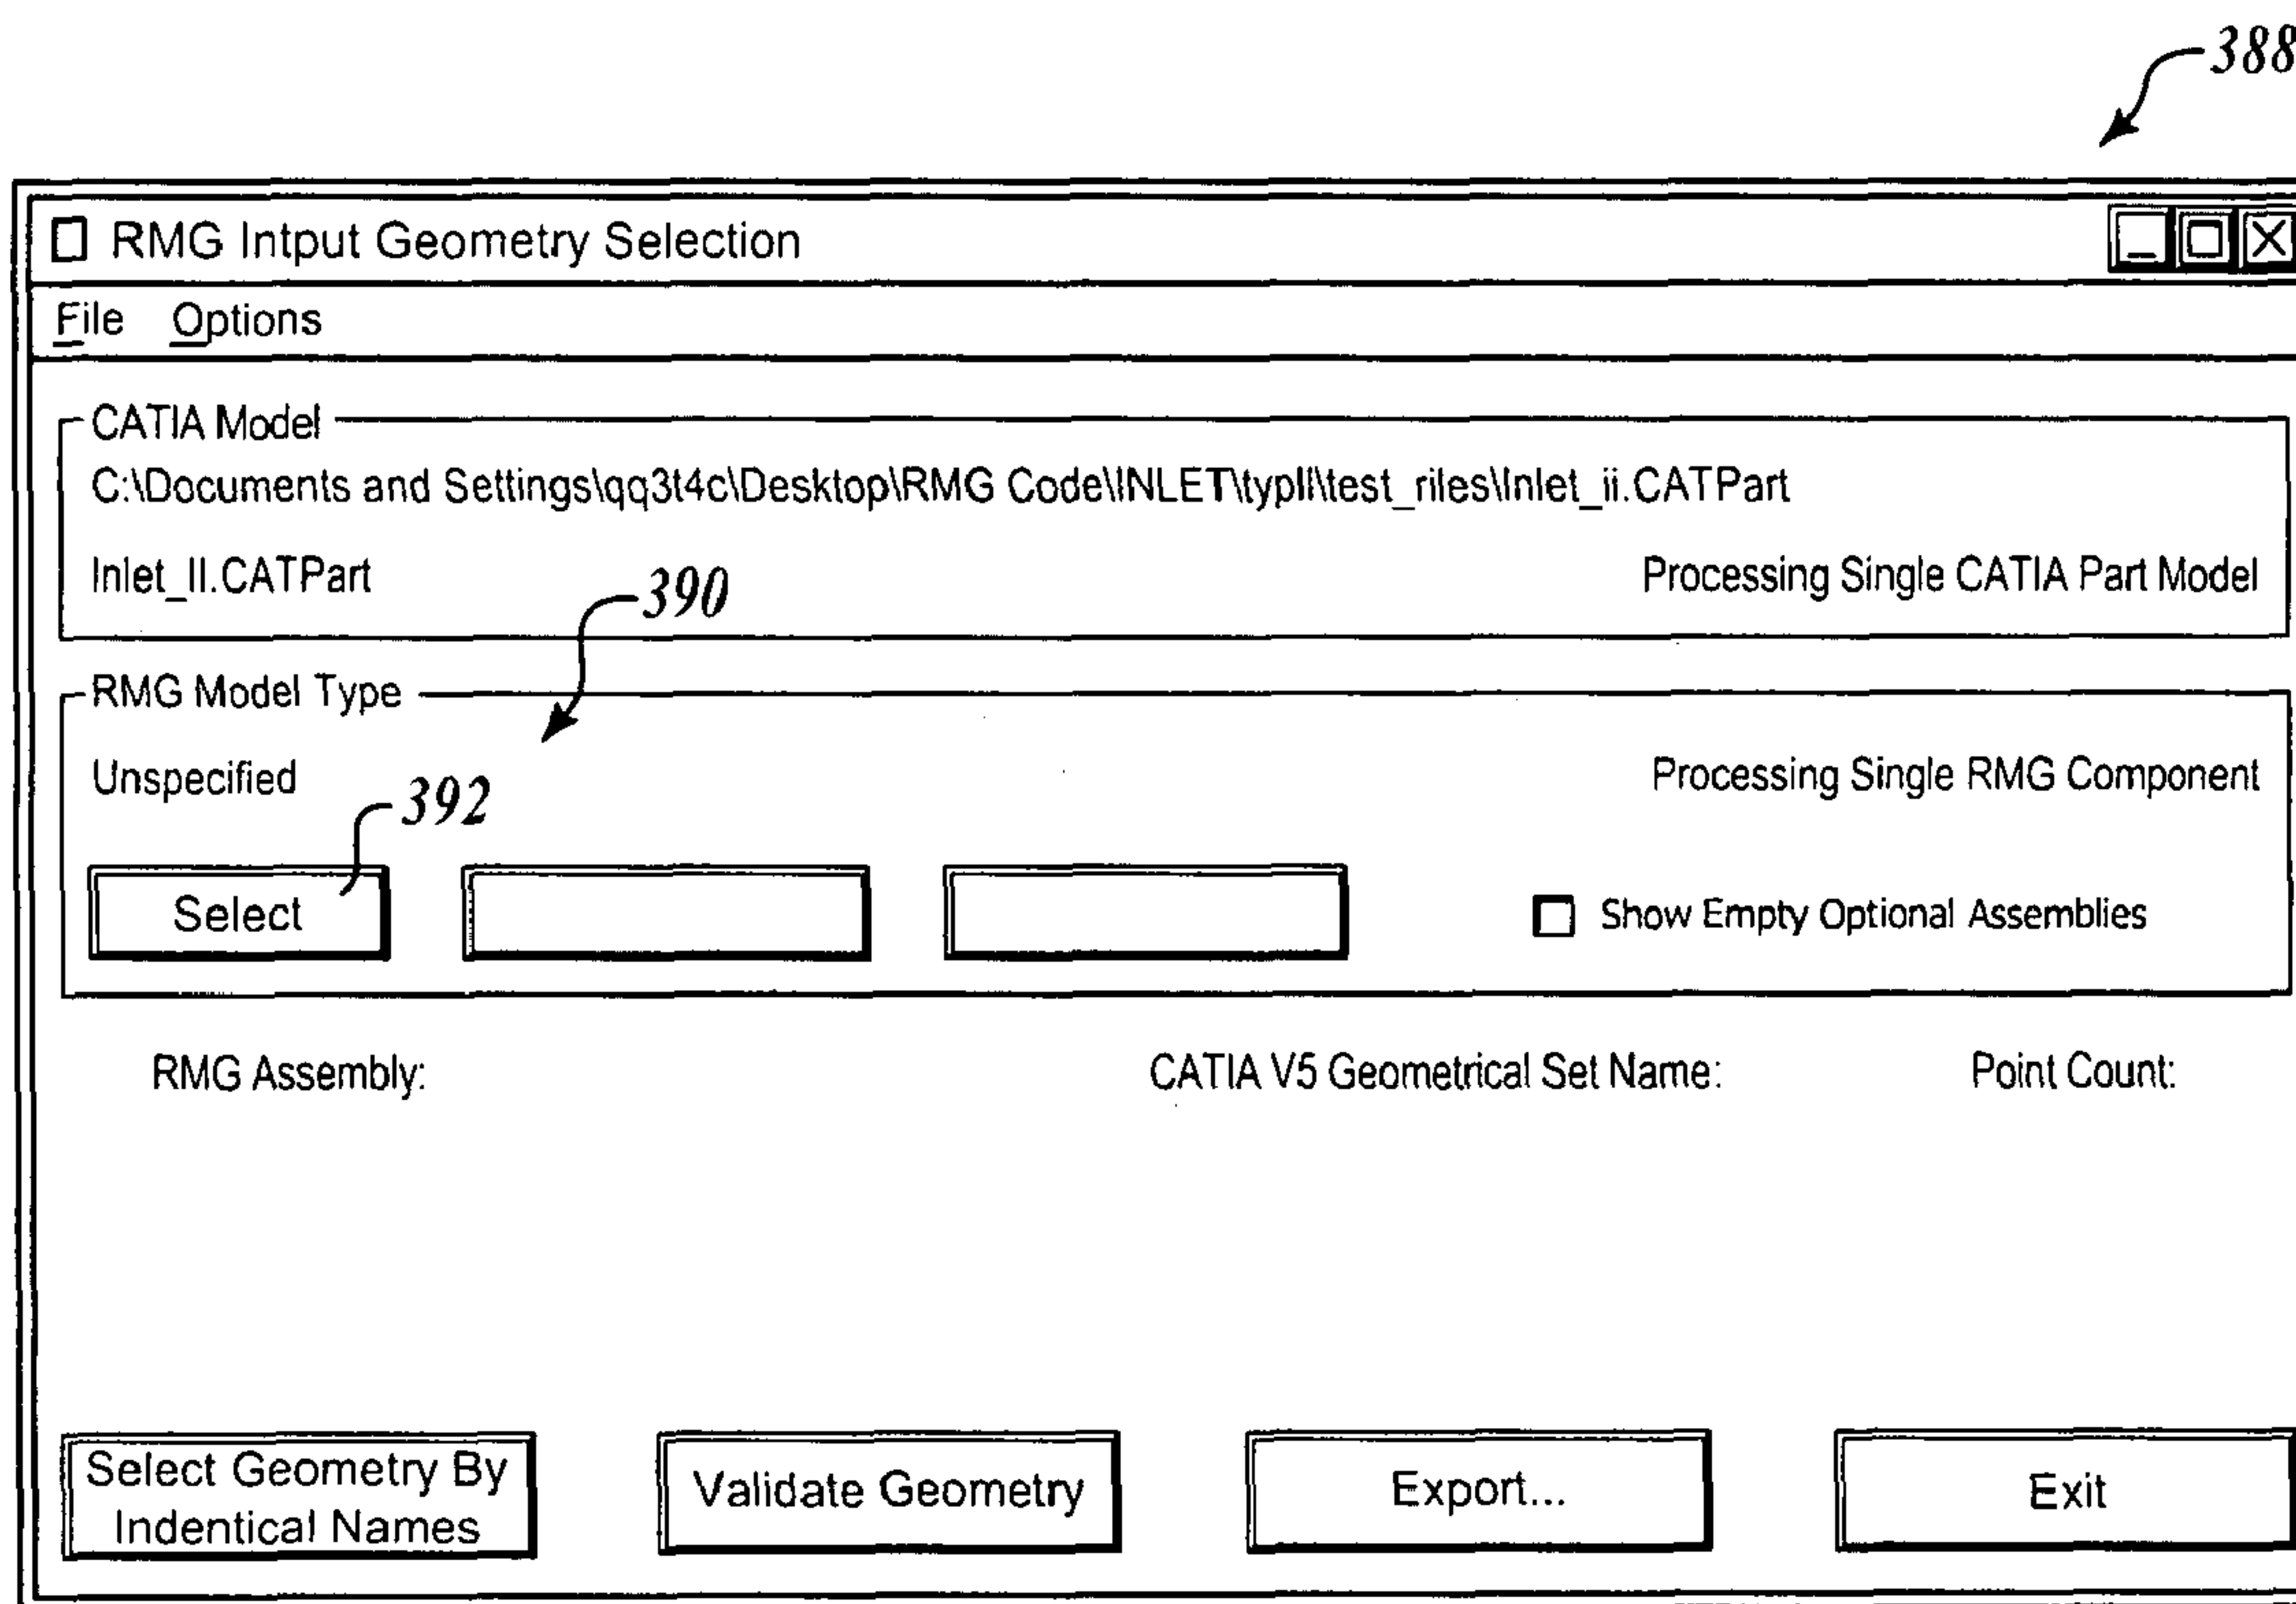 388
RMG Intput Geometry Selection
File Options
CATIA Model
C:\Documents and Settings\qq3t4c\Desktop\RMG Code\INLET\typII\test_riles\Inlet_ii.CATPart
Inlet_II.CATPart
Processing Single CATIA Part Model
390
RMG Model Type
Unspecified
Processing Single RMG Component
392
Select
Show Empty Optional Assemblies
RMG Assembly:
CATIA V5 Geometrical Set Name:
Point Count:
Select Geometry By
Indentical Names
Validate Geometry
Export...
Exit